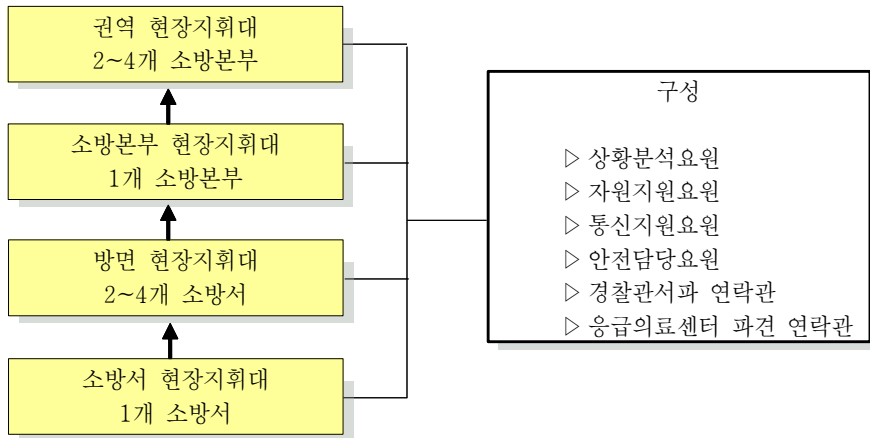 권역 현장지휘대
2~4개 소방본부
소방본부 현장지휘대
1개 소방본부
방면 현장지휘대
2~4개 소방서
소방서 현장지휘대
1개 소방서
구성
▷ 상황분석요원
▷ 자원지원요원
▷ 통신지원요원
▷ 안전담당요원
▷ 경찰관서파 연락관
▷ 응급의료센터 파견 연락관